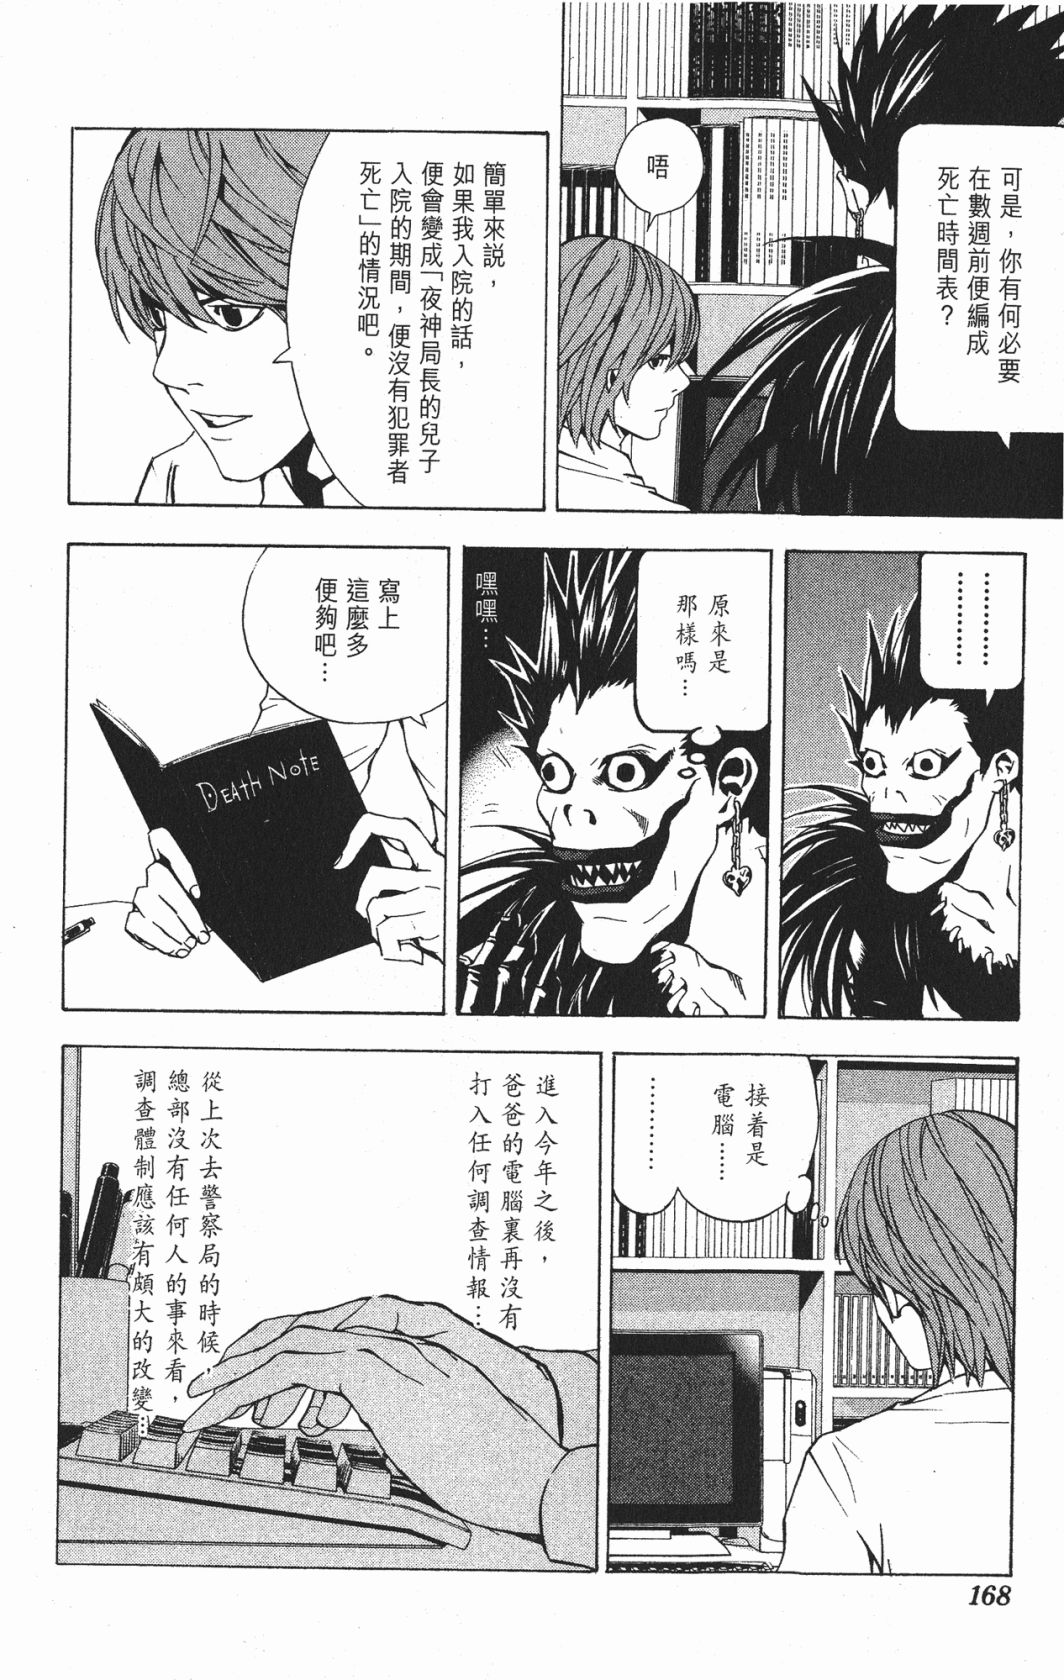 可是，你有何必要
在數週前便編成
死亡時間表？
唔
簡單來說，
如果我入院的話，
便會變成「夜神局長的兒子
入院的期間，便沒有犯罪者
死亡」的情況吧。
…………
原來是
那樣嗎…
嘿嘿…
寫上
這麼多
便夠吧…
DEATH NOTE
接着是
電腦……
…………
進入今年之後，
爸爸的電腦裏再沒有
打入任何調查情報…
從上次去警察局的時候，
總部沒有任何人的事來看，
調查體制應該有頗大的改變…
168